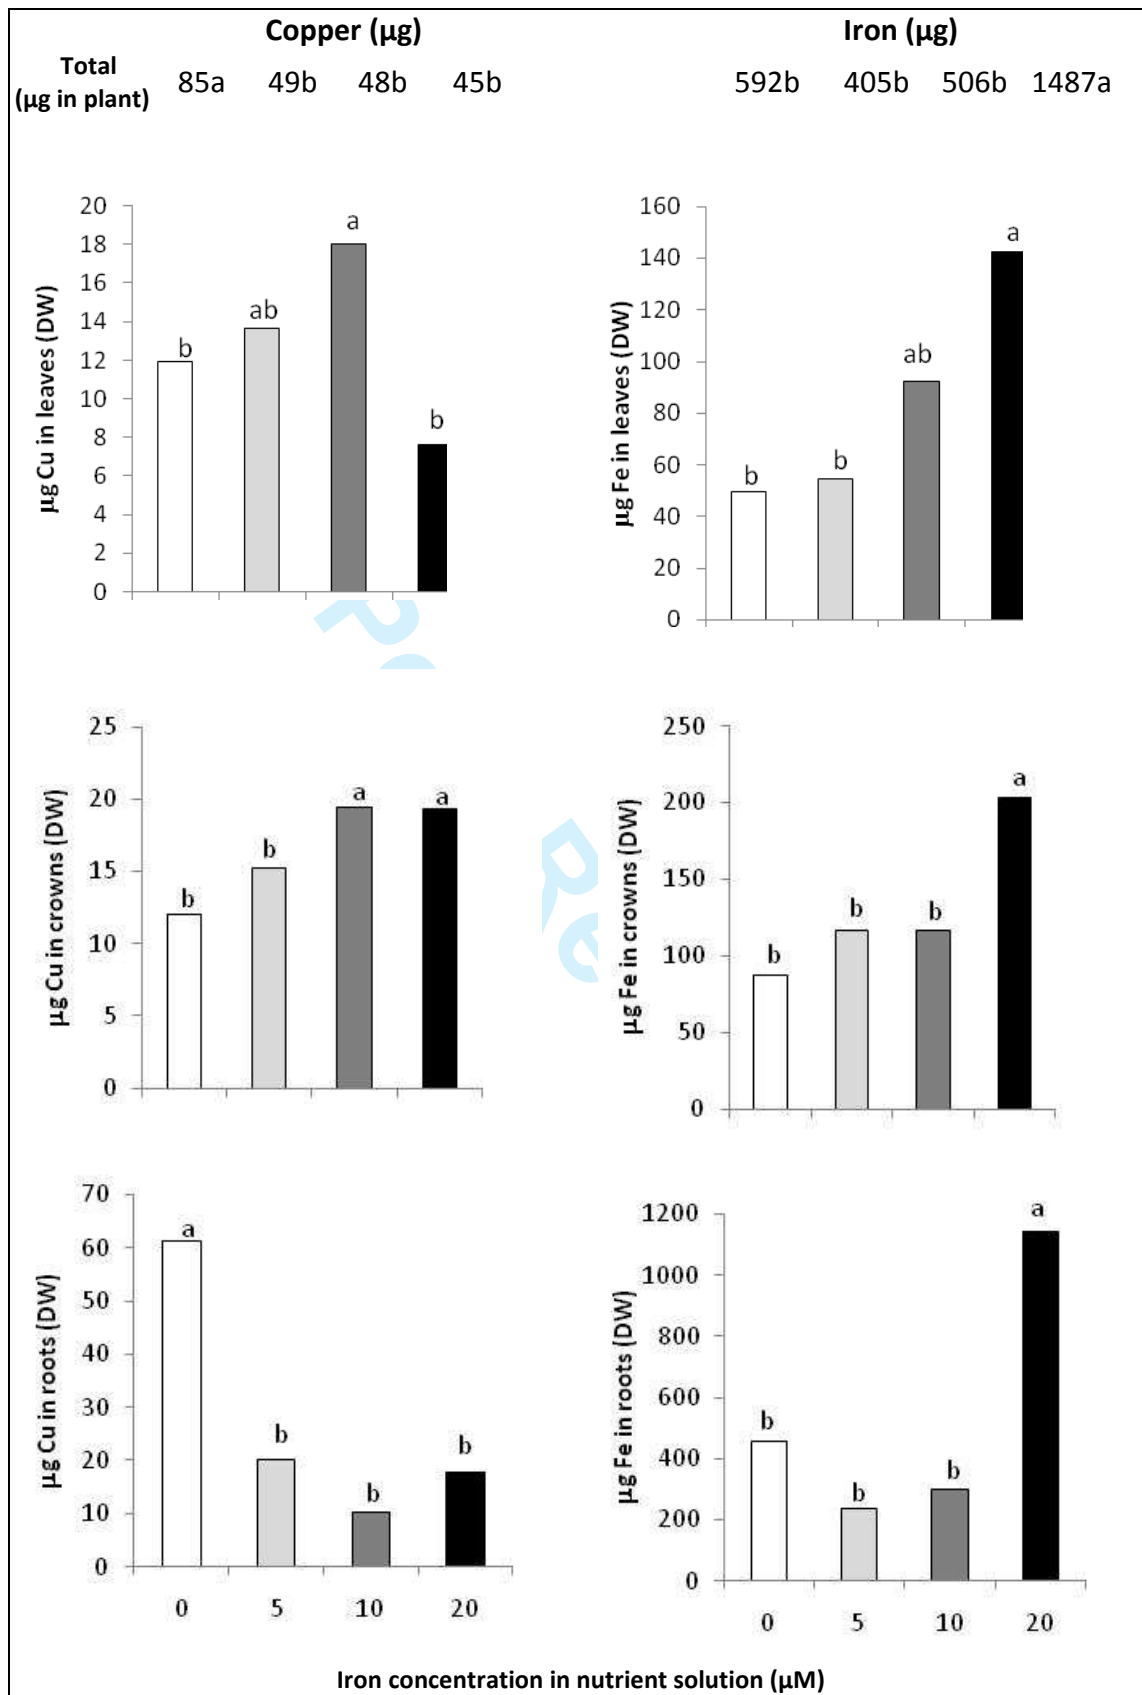 Copper (µg) Iron (µg)
Total
(µg in plant) 85a 49b 48b 45b 592b 405b 506b 1487a
µg Cu in leaves (DW)
20
18
16
14
12
10
8
6
4
2
0
b ab a b
µg Fe in leaves (DW)
160
140
120
100
80
60
40
20
0
b b ab a
µg Cu in crowns (DW)
25
20
15
10
5
0
b b a a
µg Fe in crowns (DW)
250
200
150
100
50
0
b b b a
µg Cu in roots (DW)
70
60
50
40
30
20
10
0
a b b b
0 5 10 20
µg Fe in roots (DW)
1200
1000
800
600
400
200
0
b b b a
0 5 10 20
Iron concentration in nutrient solution (µM)